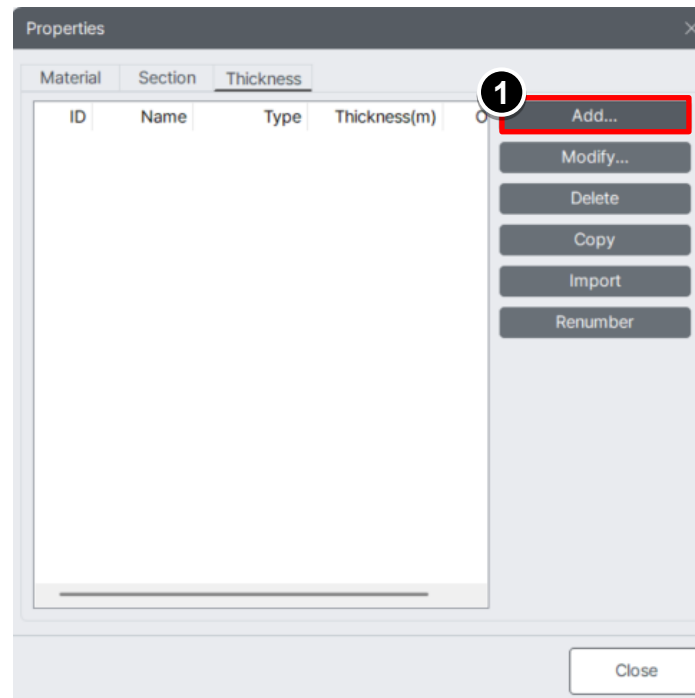 Properties
Material Section Thickness
1
ID Name Type Thickness(m) O
Add...
Modify...
Delete
Copy
Import
Renumber
Close